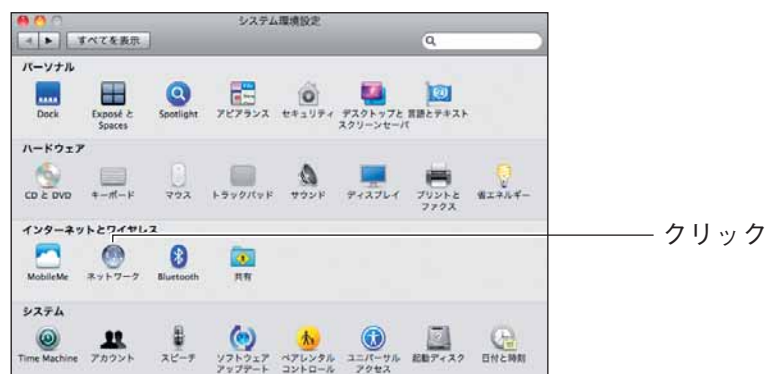 システム環境設定
すべてを表示
パーソナル
Dock
Exposé と
Spaces
Spotlight
アピアランス
セキュリティ
デスクトップと
スクリーンセーバ
言語とテキスト
ハードウェア
CD と DVD
キーボード
マウス
トラックパッド
サウンド
ディスプレイ
プリントと
ファクス
省エネルギー
インターネットとワイヤレス
クリック
MobileMe
ネットワーク
Bluetooth
共有
システム
Time Machine
アカウント
スピーチ
ソフトウェア
アップデート
ペアレンタル
コントロール
ユニバーサル
アクセス
起動ディスク
日付と時刻